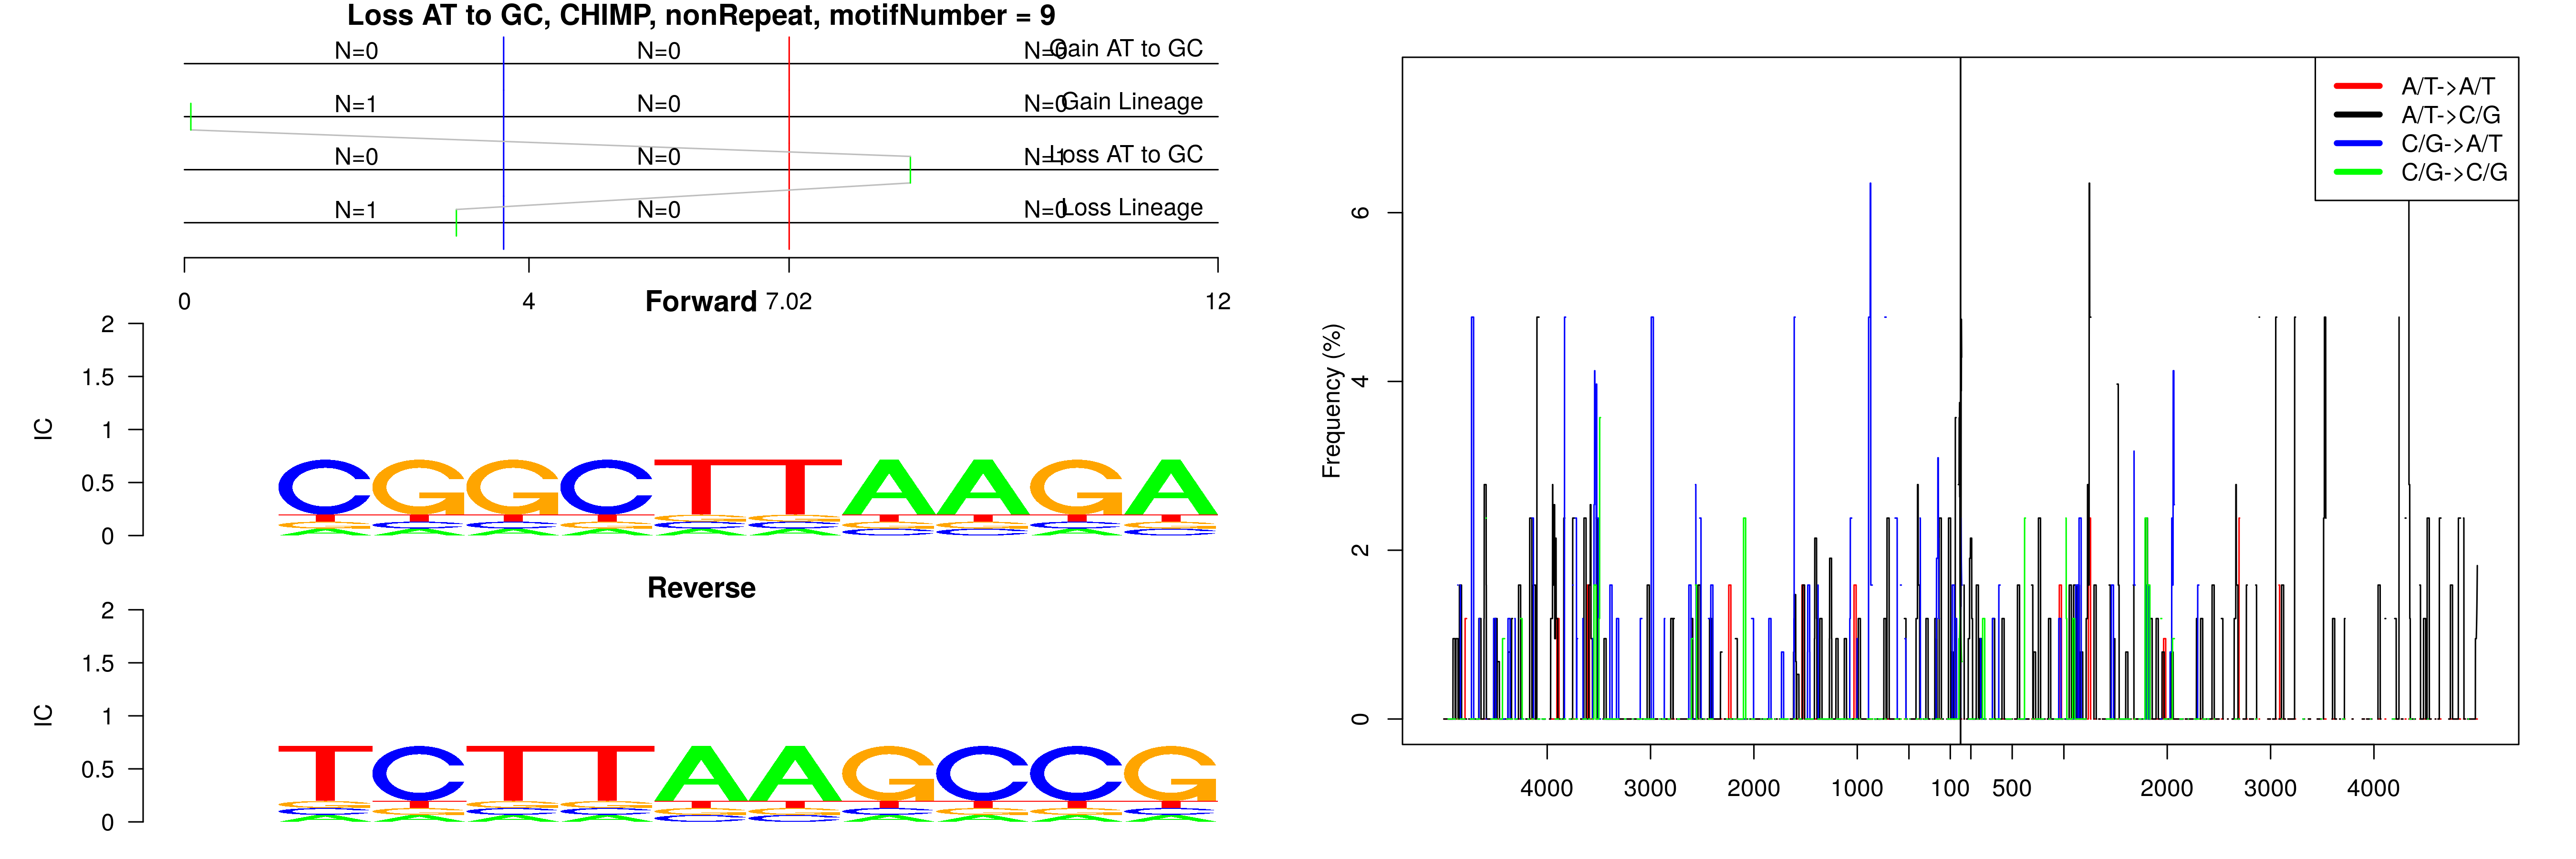 Loss AT to GC, CHIMP, nonRepeat, motifNumber = 9
N=0 N=0 N=0 Gain AT to GC
N=1 N=0 N=0 Gain Lineage
N=0 N=0 N=1 Loss AT to GC
N=1 N=0 N=0 Loss Lineage
0 4 7.02 12
Forward
IC
2
1.5
1
0.5
0
CGGCTTAAGA
Reverse
IC
2
1.5
1
0.5
0
TCTTAAGCCG
A/T->A/T
A/T->C/G
C/G->A/T
C/G->C/G
Frequency (%)
6
4
2
0
4000 3000 2000 1000 100 500 2000 3000 4000